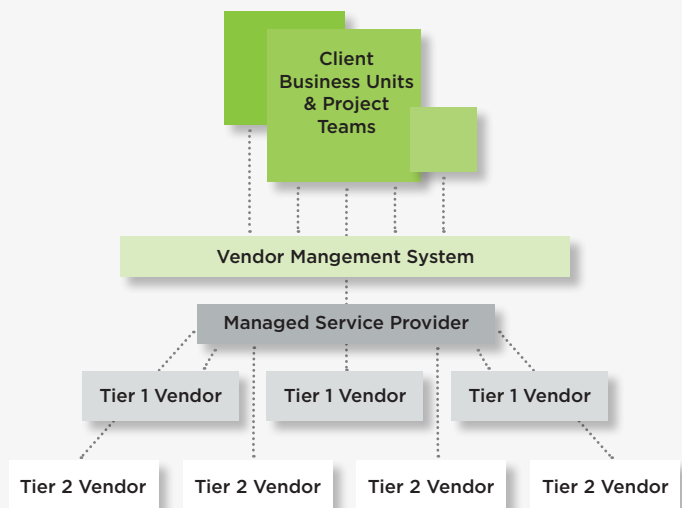 Client
Business Units
& Project
Teams
Vendor Mangement System
Managed Service Provider
Tier 1 Vendor
Tier 1 Vendor
Tier 1 Vendor
Tier 2 Vendor
Tier 2 Vendor
Tier 2 Vendor
Tier 2 Vendor